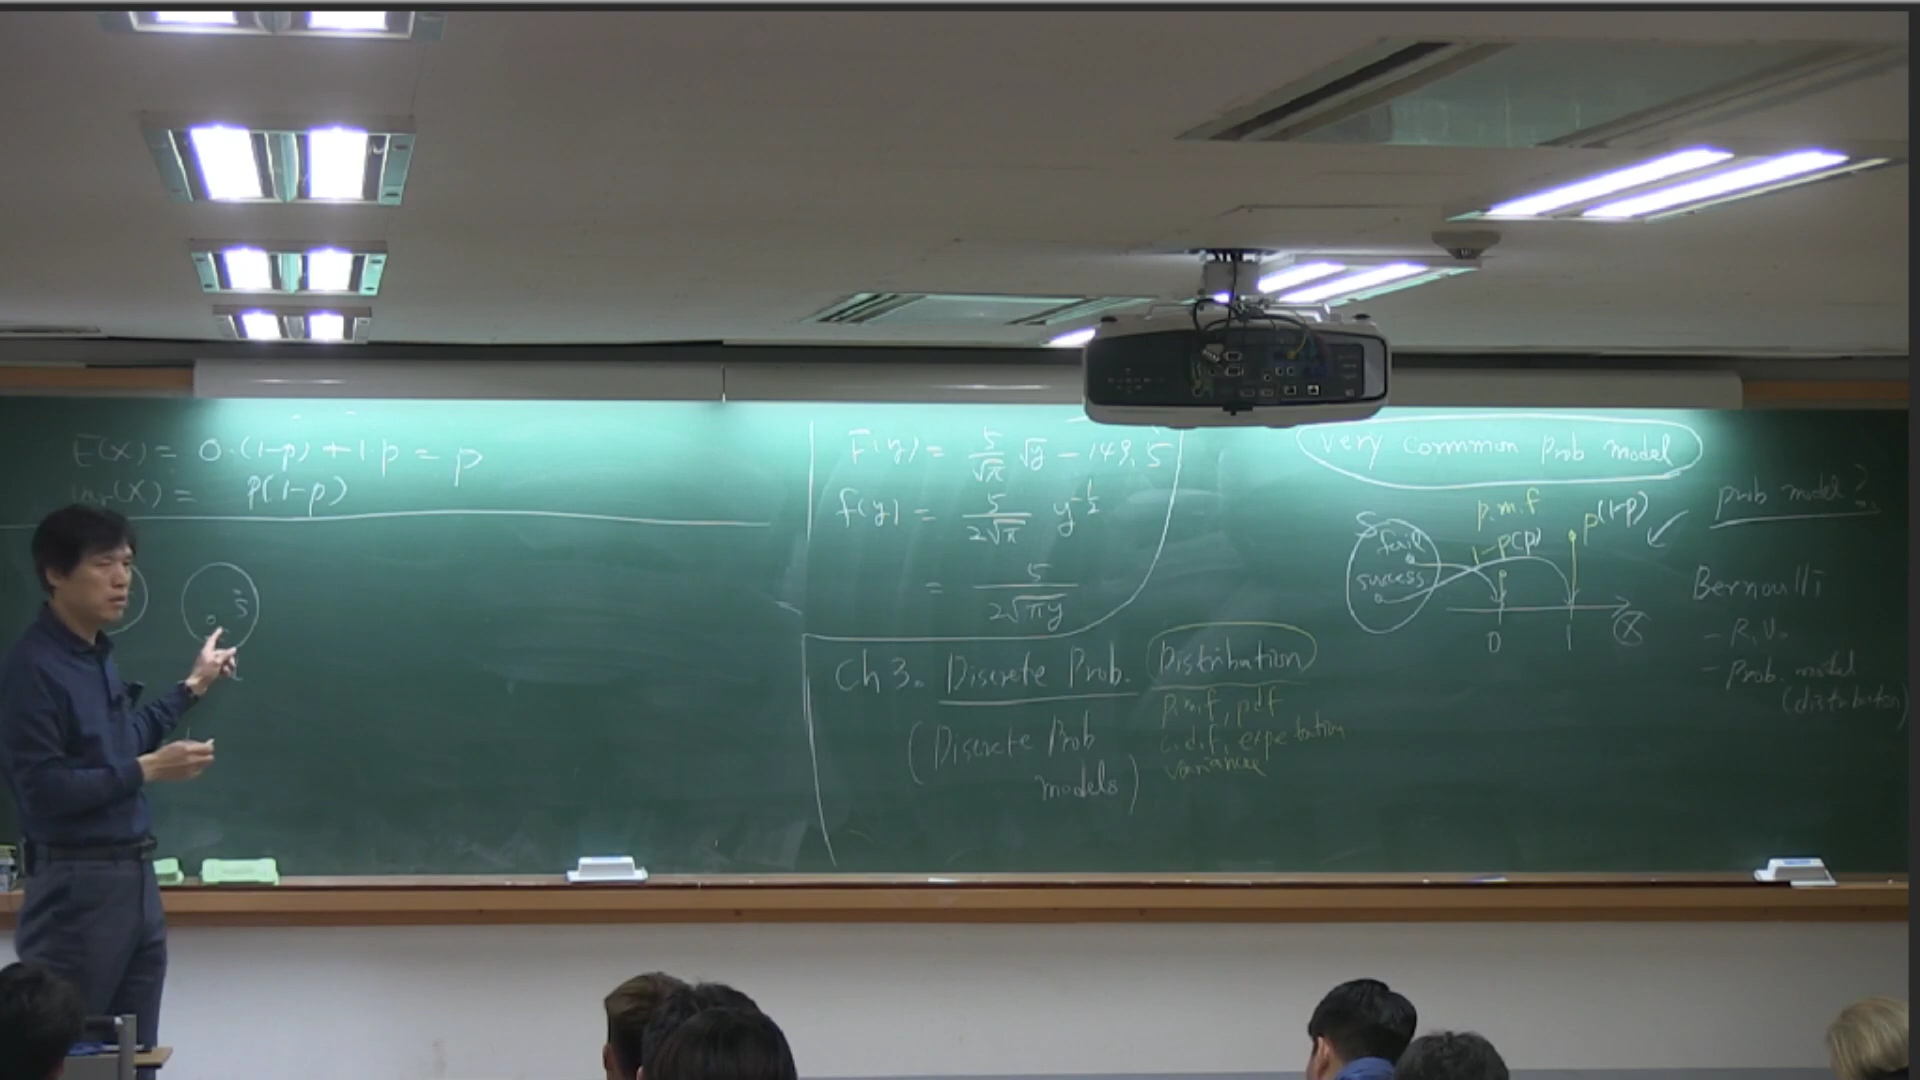 E(X) = 0·(1-p) + 1·p = p
Var(X) = p(1-p)
F(y) = 5/√π √y - 149.5
f(y) = 5/2√π y^-1/2
= 5/2√πy
Ch 3. Discrete Prob. Distribution
p.m.f, pdf
c.d.f, expectation
variance
(Discrete Prob
models)
very common prob model
prob model?
p.m.f
S
fail
success
1-p(p)
p(1-p)
0
1
X
Bernoulli
- R.V.
- Prob. model
(distribution)